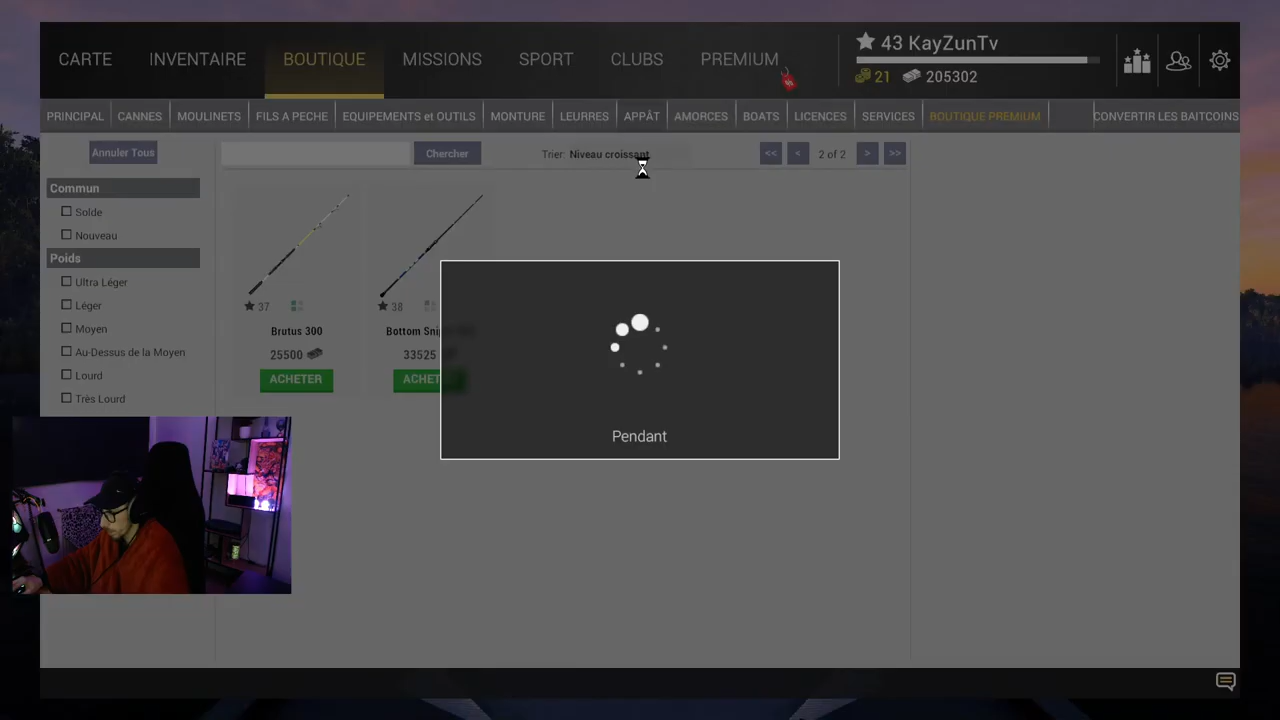 CARTE INVENTAIRE BOUTIQUE MISSIONS SPORT CLUBS PREMIUM
43 KayZunTv
21 205302
PRINCIPAL CANNES MOULINETS FILS A PECHE EQUIPEMENTS et OUTILS MONTURE LEURRES APPÂT AMORCES BOATS LICENCES SERVICES BOUTIQUE PREMIUM CONVERTIR LES BAITCOINS
Annuler Tous
Chercher
Trier: Niveau croissant
<< < 2 of 2 > >>
Commun
Solde
Nouveau
Poids
Ultra Léger
Léger
Moyen
Au-Dessus de la Moyen
Lourd
Très Lourd
37
Brutus 300
25500
ACHETER
38
Bottom
33525
Pendant